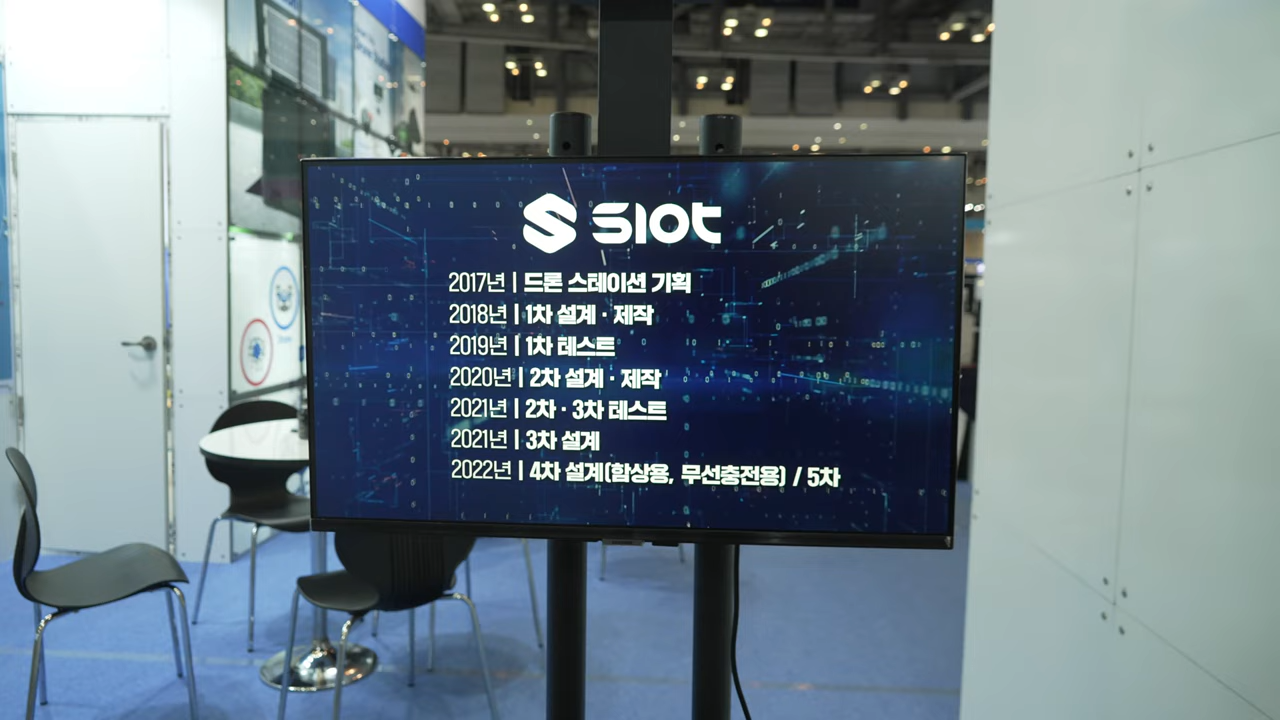 SIOT
2017년 | 드론 스테이션 기획
2018년 | 1차 설계 · 제작
2019년 | 1차 테스트
2020년 | 2차 설계 · 제작
2021년 | 2차 · 3차 테스트
2021년 | 3차 설계
2022년 | 4차 설계(함상용, 무선충전용) / 5차